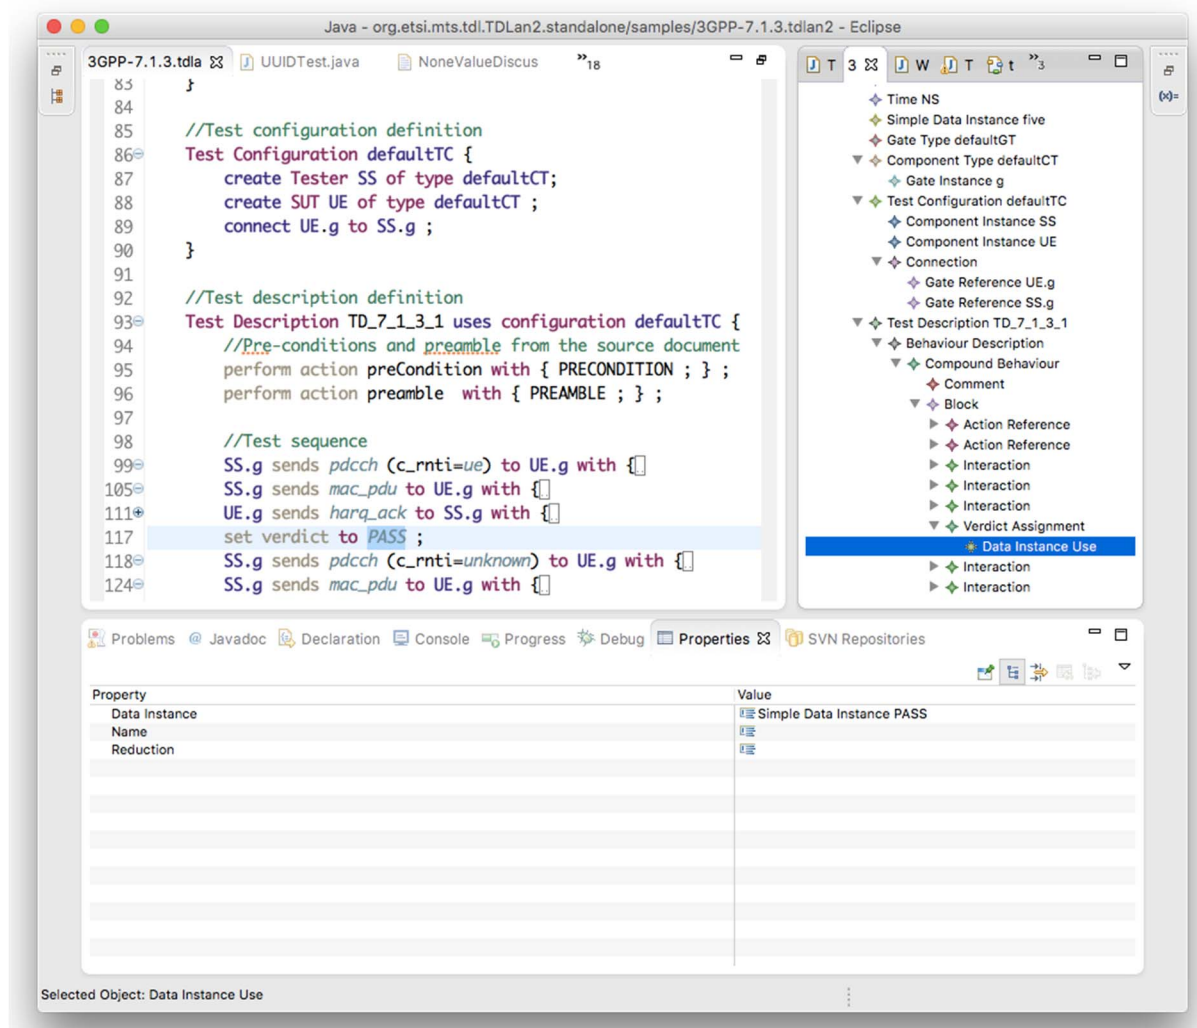 Java - org.etsi.mts.tdl.TDLan2.standalone/samples/3GPP-7.1.3.tdlan2 - Eclipse
3GPP-7.1.3.tdla UUIDTest.java NoneValueDiscus »18
83 }
84
85 //Test configuration definition
86 Test Configuration defaultTC {
87 create Tester SS of type defaultCT;
88 create SUT UE of type defaultCT ;
89 connect UE.g to SS.g ;
90 }
91
92 //Test description definition
93 Test Description TD_7_1_3_1 uses configuration defaultTC {
94 //Pre-conditions and preamble from the source document
95 perform action preCondition with { PRECONDITION ; } ;
96 perform action preamble with { PREAMBLE ; } ;
97
98 //Test sequence
99 SS.g sends pdcch (c_rnti=ue) to UE.g with {
105 SS.g sends mac_pdu to UE.g with {
111 UE.g sends harq_ack to SS.g with {
117 set verdict to PASS ;
118 SS.g sends pdcch (c_rnti=unknown) to UE.g with {
124 SS.g sends mac_pdu to UE.g with {
T 3 W T t »3
(x)=
Time NS
Simple Data Instance five
Gate Type defaultGT
Component Type defaultCT
Gate Instance g
Test Configuration defaultTC
Component Instance SS
Component Instance UE
Connection
Gate Reference UE.g
Gate Reference SS.g
Test Description TD_7_1_3_1
Behaviour Description
Compound Behaviour
Comment
Block
Action Reference
Action Reference
Interaction
Interaction
Interaction
Verdict Assignment
Data Instance Use
Interaction
Interaction
Problems @ Javadoc Declaration Console Progress Debug Properties SVN Repositories
Property Value
Data Instance Simple Data Instance PASS
Name
Reduction
Selected Object: Data Instance Use